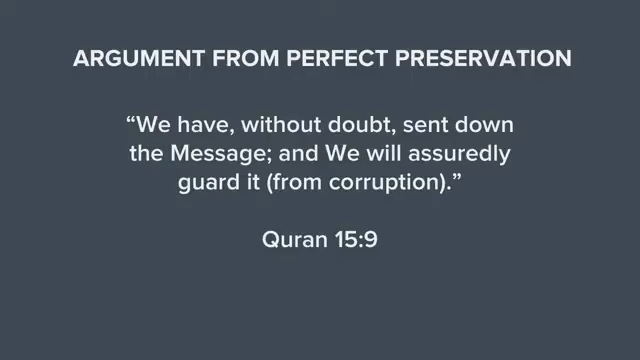 ARGUMENT FROM PERFECT PRESERVATION
“We have, without doubt, sent down
the Message; and We will assuredly
guard it (from corruption).”
Quran 15:9